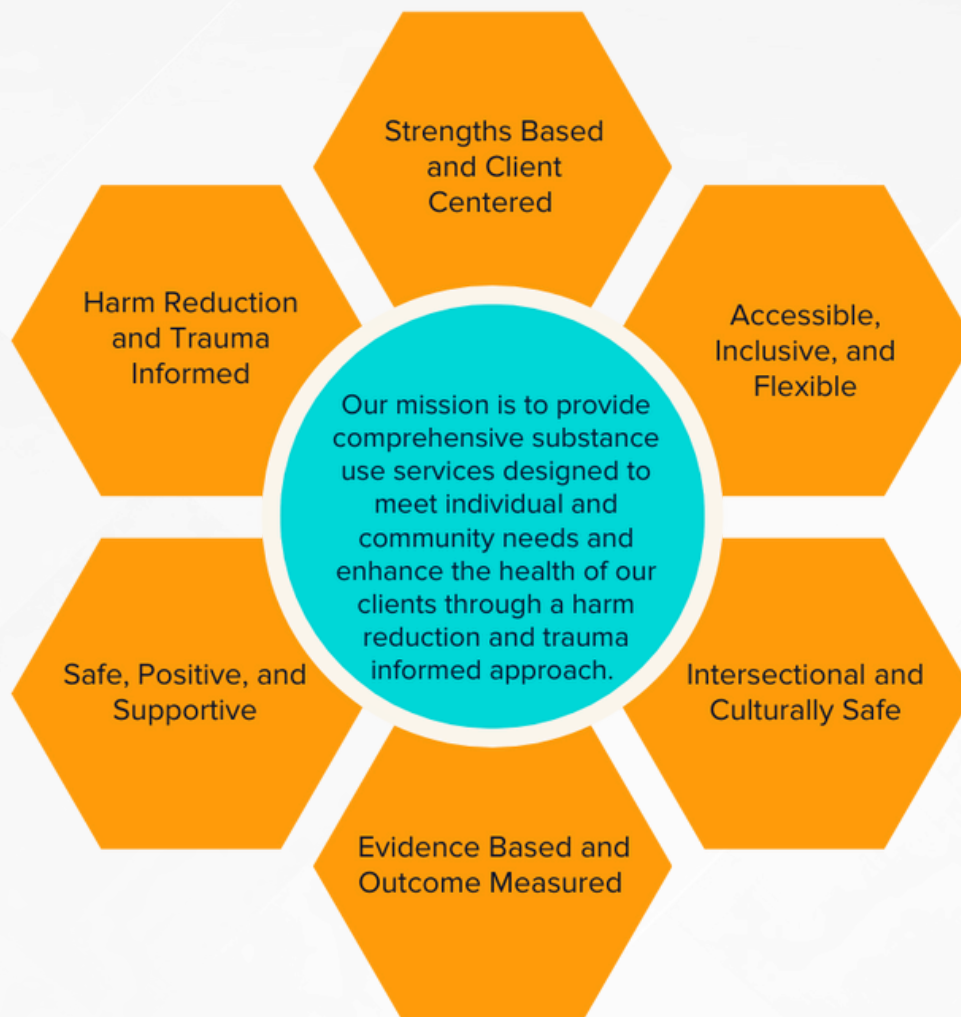 Strengths Based
and Client
Centered
Harm Reduction
and Trauma
Informed
Accessible,
Inclusive, and
Flexible
Our mission is to provide
comprehensive substance
use services designed to
meet individual and
community needs and
enhance the health of our
clients through a harm
reduction and trauma
informed approach.
Safe, Positive, and
Supportive
Intersectional and
Culturally Safe
Evidence Based and
Outcome Measured